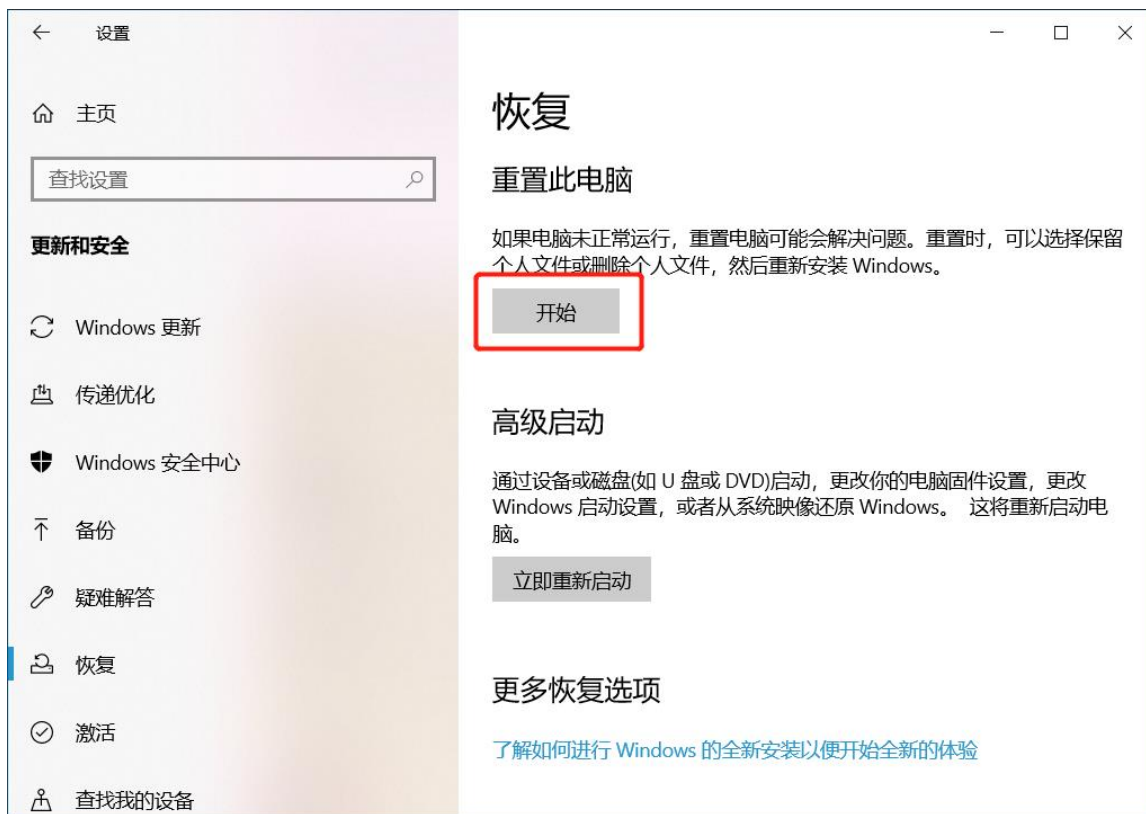 设置
主页
查找设置
更新和安全
Windows 更新
传递优化
Windows 安全中心
备份
疑难解答
恢复
激活
查找我的设备
恢复
重置此电脑
如果电脑未正常运行，重置电脑可能会解决问题。重置时，可以选择保留
个人文件或删除个人文件，然后重新安装 Windows。
开始
高级启动
通过设备或磁盘(如 U 盘或 DVD)启动，更改你的电脑固件设置，更改
Windows 启动设置，或者从系统映像还原 Windows。 这将重新启动电
脑。
立即重新启动
更多恢复选项
了解如何进行 Windows 的全新安装以便开始全新的体验